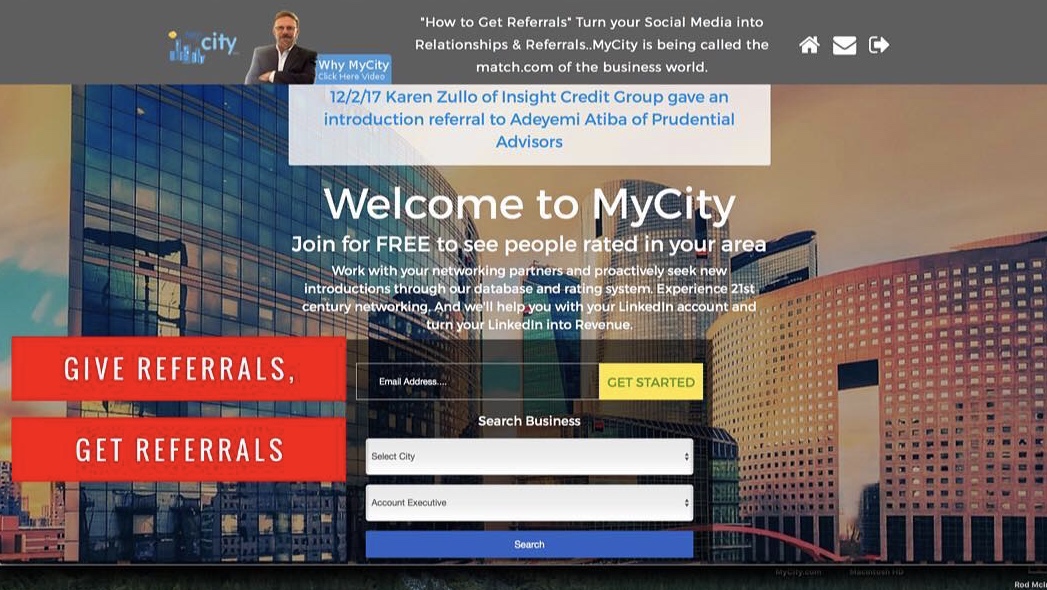 city
Why MyCity
Click Here Video
"How to Get Referrals" Turn your Social Media into
Relationships & Referrals..MyCity is being called the
match.com of the business world.
12/2/17 Karen Zullo of Insight Credit Group gave an
introduction referral to Adeyemi Atiba of Prudential
Advisors
Welcome to MyCity
Join for FREE to see people rated in your area
Work with your networking partners and proactively seek new
introductions through our database and rating system. Experience 21st
century networking. And we'll help you with your LinkedIn account and
turn your LinkedIn into Revenue.
GIVE REFERRALS,
GET REFERRALS
Email Address....
GET STARTED
Search Business
Select City
Account Executive
Search
MyCity.com
Macintosh HD
Rod